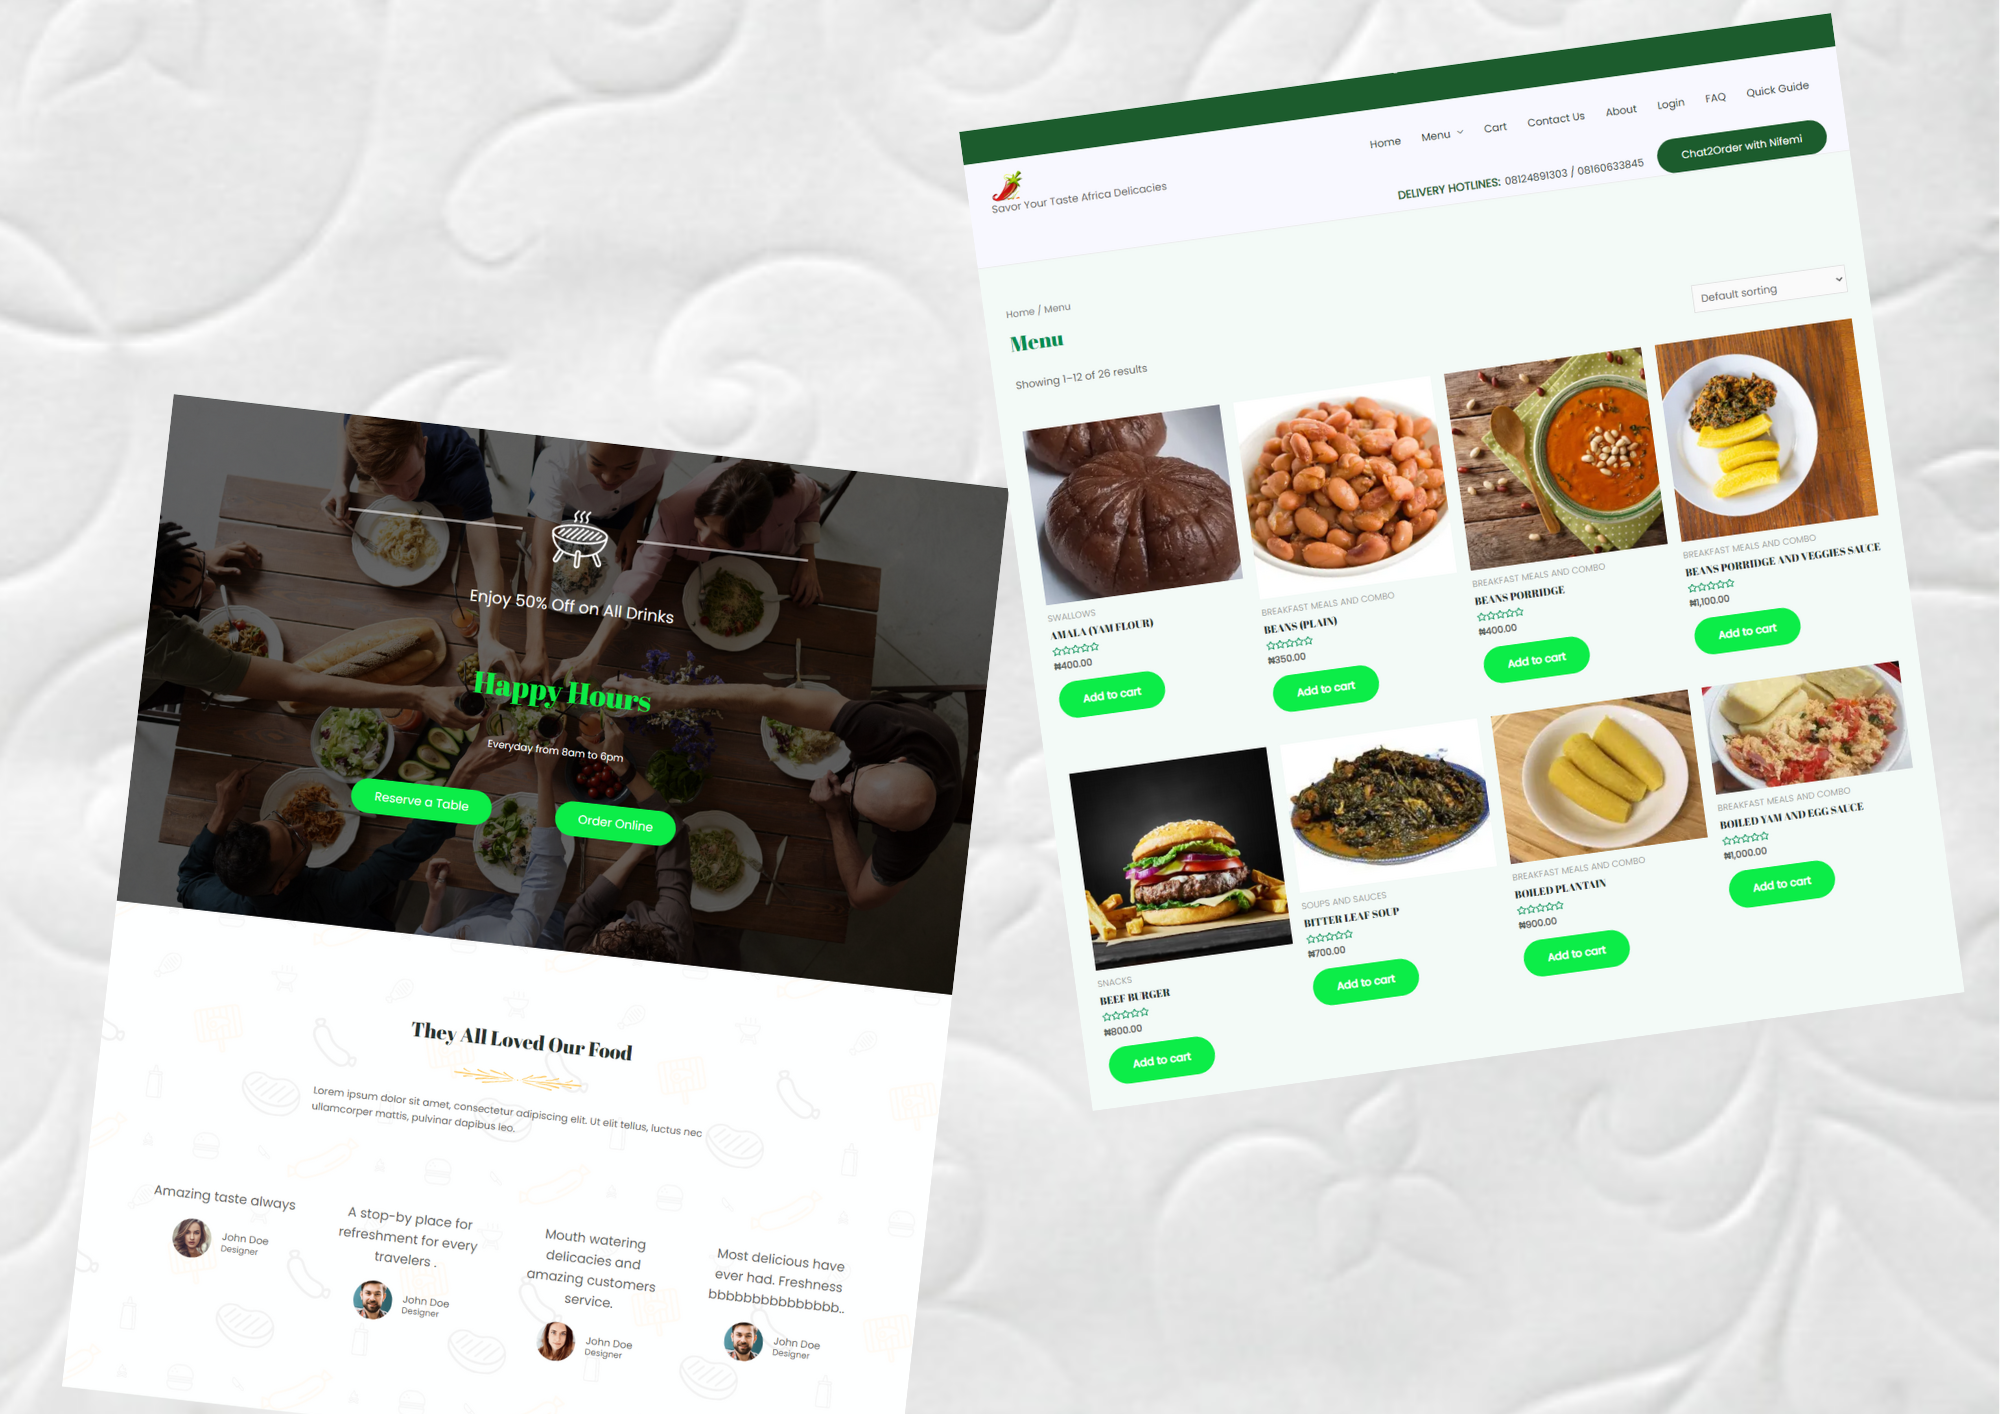 Home Menu Cart Contact Us About Login FAQ Quick Guide
Savor Your Taste Africa Delicacies
DELIVERY HOTLINES: 08124891303 / 08160633845
Chat2Order with Nifemi
Home / Menu
Menu
Showing 1–12 of 26 results
Default sorting
SWALLOWS
AMALA (YAM FLOUR)
₦400.00
Add to cart
BREAKFAST MEALS AND COMBO
BEANS (PLAIN)
₦350.00
Add to cart
BREAKFAST MEALS AND COMBO
BEANS PORRIDGE
₦400.00
Add to cart
BREAKFAST MEALS AND COMBO
BEANS PORRIDGE AND VEGGIES SAUCE
₦1,100.00
Add to cart
SNACKS
BEEF BURGER
₦800.00
Add to cart
SOUPS AND SAUCES
BITTER LEAF SOUP
₦700.00
Add to cart
BREAKFAST MEALS AND COMBO
BOILED PLANTAIN
₦900.00
Add to cart
BREAKFAST MEALS AND COMBO
BOILED YAM AND EGG SAUCE
₦1,000.00
Add to cart
Enjoy 50% Off on All Drinks
Happy Hours
Everyday from 8am to 6pm
Reserve a Table
Order Online
They All Loved Our Food
Lorem ipsum dolor sit amet, consectetur adipiscing elit. Ut elit tellus, luctus nec
ullamcorper mattis, pulvinar dapibus leo.
Amazing taste always
John Doe
Designer
A stop-by place for
refreshment for every
travelers .
John Doe
Designer
Mouth watering
delicacies and
amazing customers
service.
John Doe
Designer
Most delicious have
ever had. Freshness
bbbbbbbbbbbbbbb..
John Doe
Designer